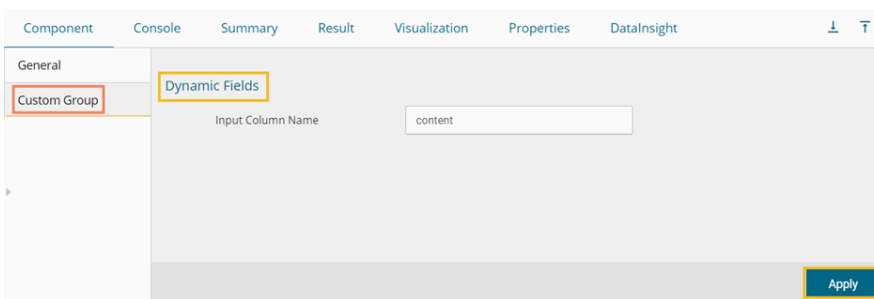 Component Console Summary Result Visualization Properties DataInsight
General
Custom Group
Dynamic Fields
Input Column Name content
Apply